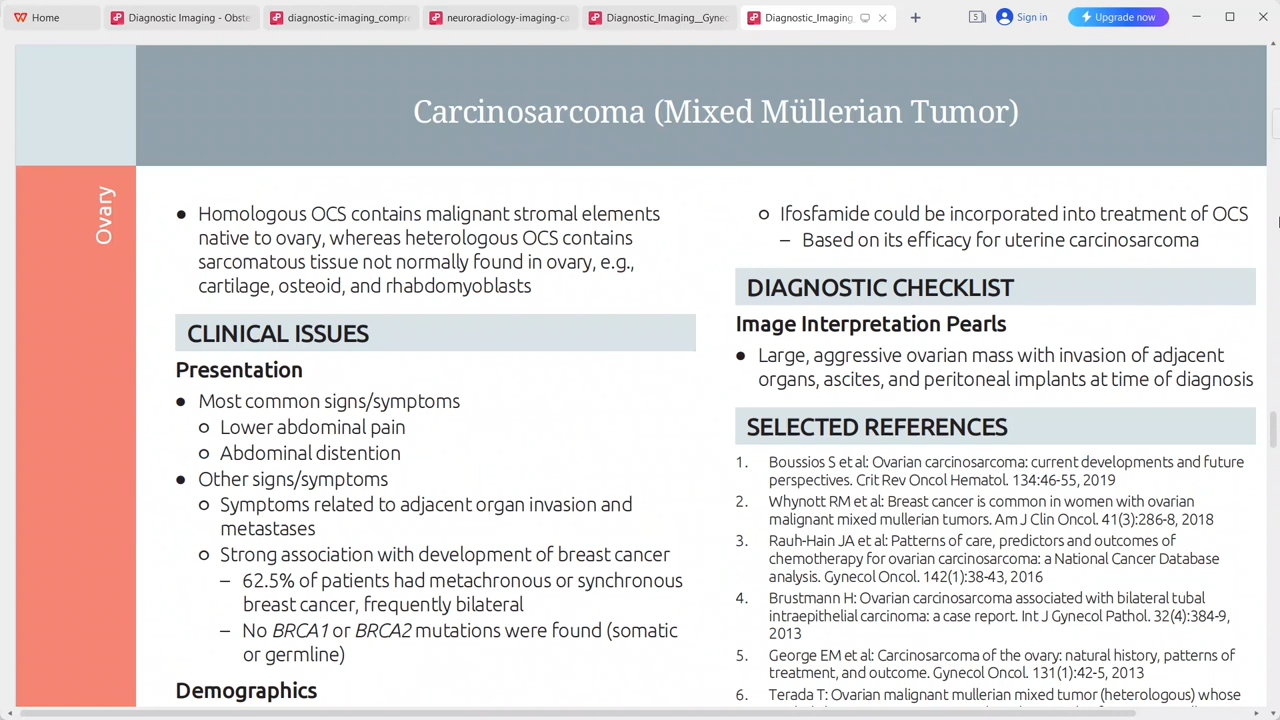 Home
Diagnostic Imaging - Obste
diagnostic-imaging_compre
neuroradiology-imaging-ca
Diagnostic_Imaging__Gynec
Diagnostic_Imaging_
5
Sign in
Upgrade now
Carcinosarcoma (Mixed Müllerian Tumor)
Ovary
● Homologous OCS contains malignant stromal elements
native to ovary, whereas heterologous OCS contains
sarcomatous tissue not normally found in ovary, e.g.,
cartilage, osteoid, and rhabdomyoblasts
CLINICAL ISSUES
Presentation
● Most common signs/symptoms
○ Lower abdominal pain
○ Abdominal distention
● Other signs/symptoms
○ Symptoms related to adjacent organ invasion and
metastases
○ Strong association with development of breast cancer
– 62.5% of patients had metachronous or synchronous
breast cancer, frequently bilateral
– No BRCA1 or BRCA2 mutations were found (somatic
or germline)
Demographics
○ Ifosfamide could be incorporated into treatment of OCS
– Based on its efficacy for uterine carcinosarcoma
DIAGNOSTIC CHECKLIST
Image Interpretation Pearls
● Large, aggressive ovarian mass with invasion of adjacent
organs, ascites, and peritoneal implants at time of diagnosis
SELECTED REFERENCES
1. Boussios S et al: Ovarian carcinosarcoma: current developments and future
perspectives. Crit Rev Oncol Hematol. 134:46-55, 2019
2. Whynott RM et al: Breast cancer is common in women with ovarian
malignant mixed mullerian tumors. Am J Clin Oncol. 41(3):286-8, 2018
3. Rauh-Hain JA et al: Patterns of care, predictors and outcomes of
chemotherapy for ovarian carcinosarcoma: a National Cancer Database
analysis. Gynecol Oncol. 142(1):38-43, 2016
4. Brustmann H: Ovarian carcinosarcoma associated with bilateral tubal
intraepithelial carcinoma: a case report. Int J Gynecol Pathol. 32(4):384-9,
2013
5. George EM et al: Carcinosarcoma of the ovary: natural history, patterns of
treatment, and outcome. Gynecol Oncol. 131(1):42-5, 2013
6. Terada T: Ovarian malignant mullerian mixed tumor (heterologous) whose